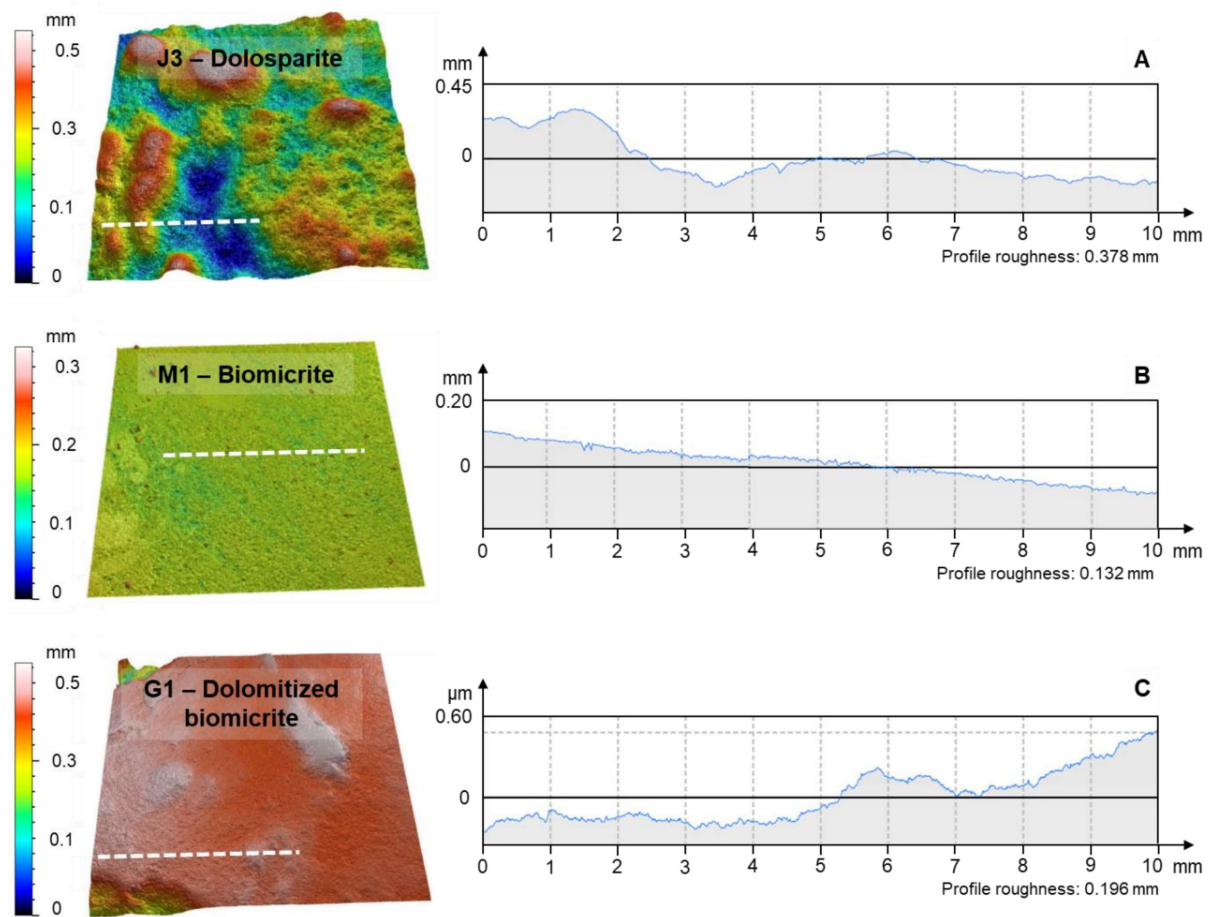 mm
0.5
0.3
0.1
0
J3 – Dolosparite
A
mm
0.45
0
0 1 2 3 4 5 6 7 8 9 10 mm
Profile roughness: 0.378 mm
mm
0.3
0.2
0.1
0
M1 – Biomicrite
B
mm
0.20
0
0 1 2 3 4 5 6 7 8 9 10 mm
Profile roughness: 0.132 mm
mm
0.5
0.3
0.1
0
G1 – Dolomitized
biomicrite
C
µm
0.60
0
0 1 2 3 4 5 6 7 8 9 10 mm
Profile roughness: 0.196 mm